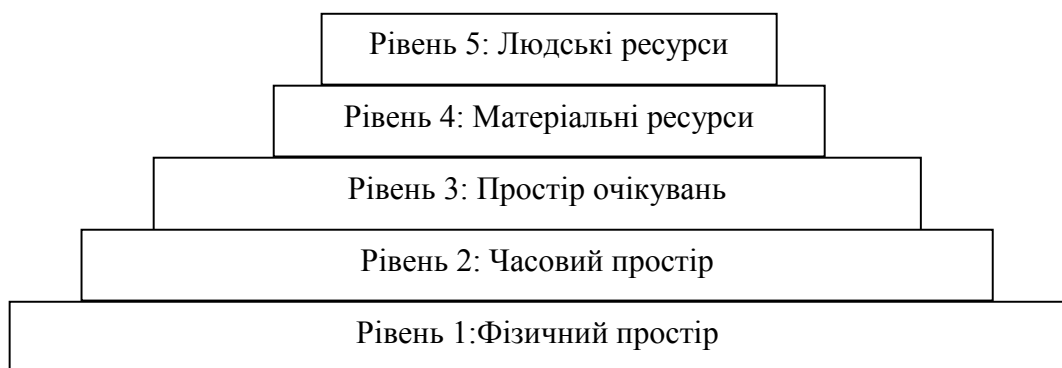 Рівень 5: Людські ресурси
Рівень 4: Матеріальні ресурси
Рівень 3: Простір очікувань
Рівень 2: Часовий простір
Рівень 1:Фізичний простір